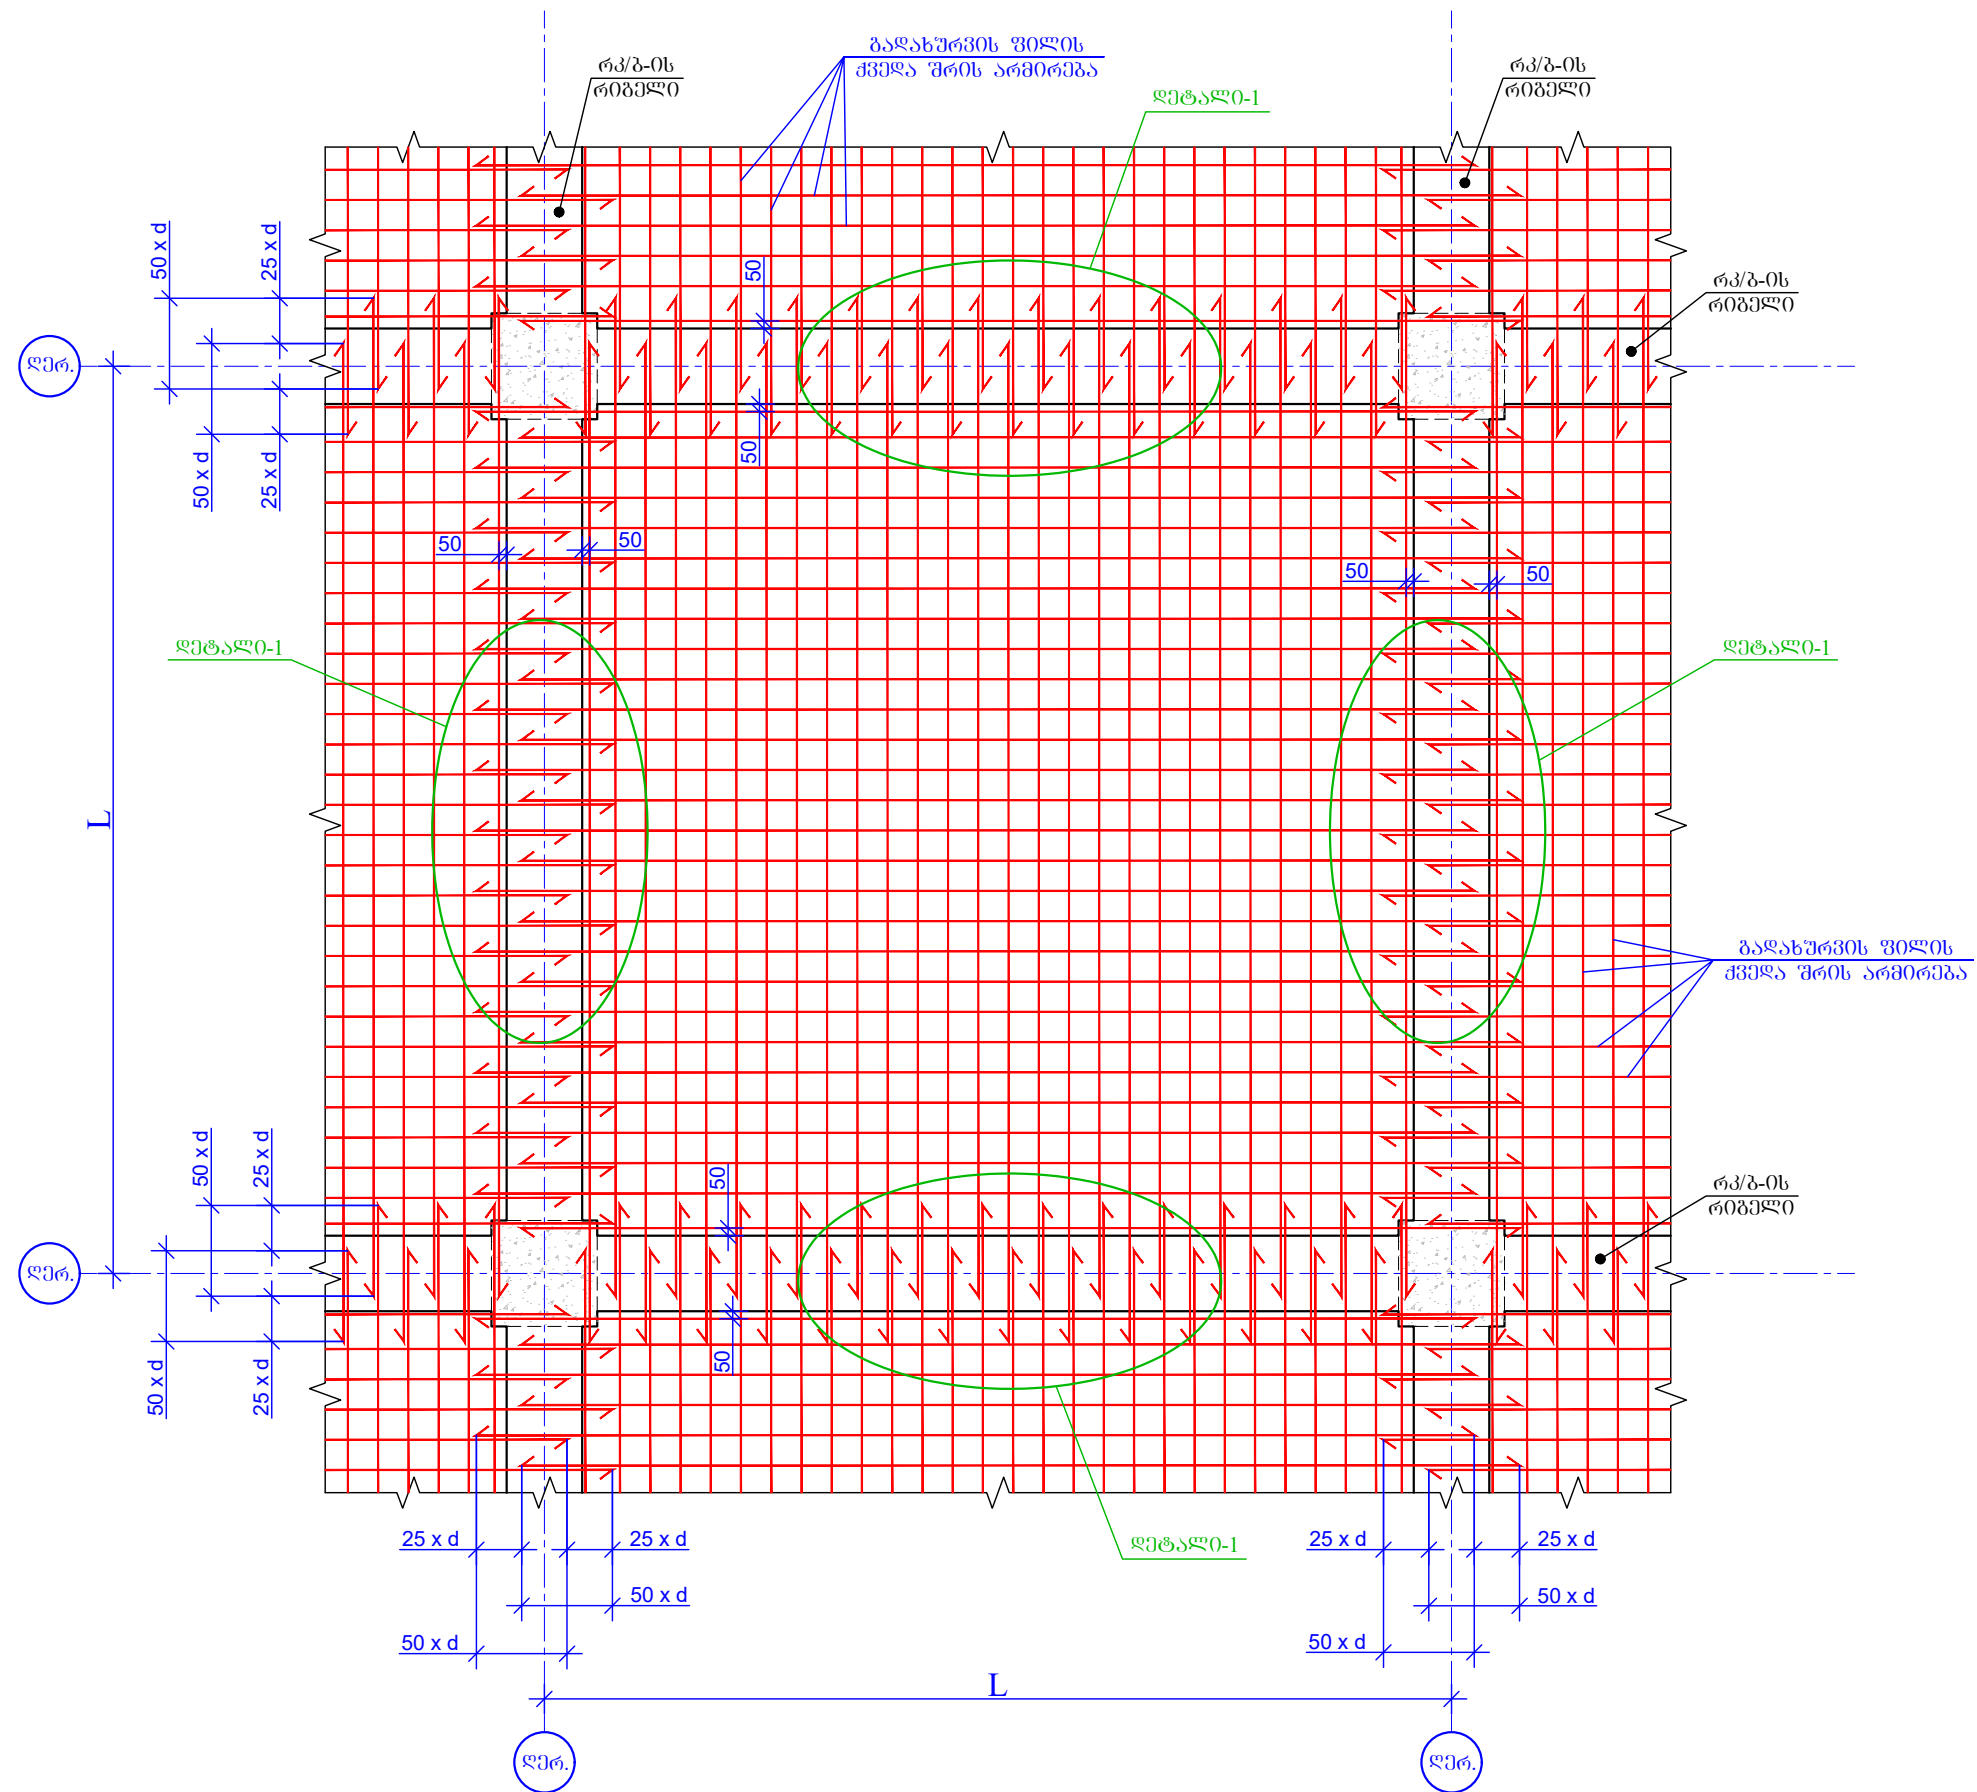 გადახურვის ფილის
ქვედა შრის არმირება
რკ/ბ-ის
რიგელი
რკ/ბ-ის
რიგელი
დეტალი-1
50 x d
25 x d
50
რკ/ბ-ის
რიგელი
ღერ.
50 x d
25 x d
50
50
50
50
50
დეტალი-1
დეტალი-1
L
გადახურვის ფილის
ქვედა შრის არმირება
50 x d
25 x d
50
რკ/ბ-ის
რიგელი
ღერ.
50 x d
25 x d
50
25 x d
25 x d
დეტალი-1
25 x d
25 x d
50 x d
50 x d
50 x d
50 x d
L
ღერ.
ღერ.